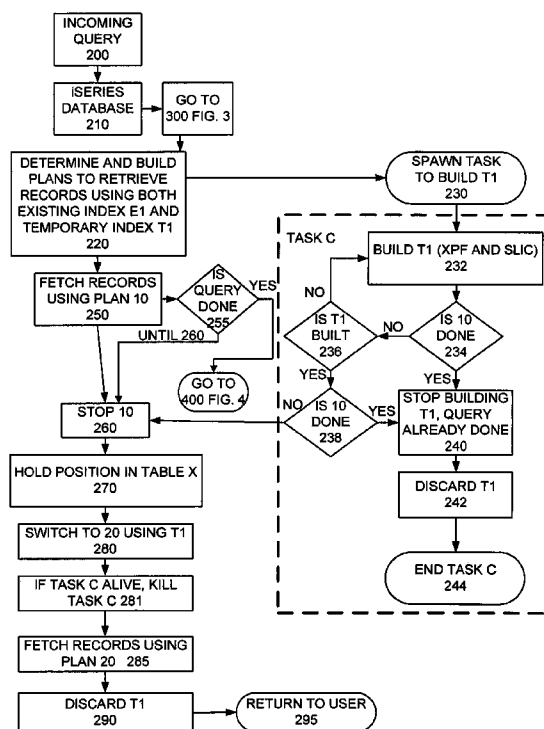 INCOMING
QUERY
200
ISERIES
DATABASE
210
GO TO
300 FIG. 3
DETERMINE AND BUILD
PLANS TO RETRIEVE
RECORDS USING BOTH
EXISTING INDEX E1 AND
TEMPORARY INDEX T1
220
SPAWN TASK
TO BUILD T1
230
TASK C
BUILD T1 (XPF AND SLIC)
232
FETCH RECORDS
USING PLAN 10
250
IS
QUERY
DONE
255
YES
UNTIL 260
GO TO
400 FIG. 4
NO
IS T1
BUILT
236
NO
IS 10
DONE
234
YES
YES
STOP 10
260
NO
IS 10
DONE
238
YES
STOP BUILDING
T1, QUERY
ALREADY DONE
240
HOLD POSITION IN TABLE X
270
DISCARD T1
242
SWITCH TO 20 USING T1
280
END TASK C
244
IF TASK C ALIVE, KILL
TASK C 281
FETCH RECORDS USING
PLAN 20 285
DISCARD T1
290
RETURN TO USER
295